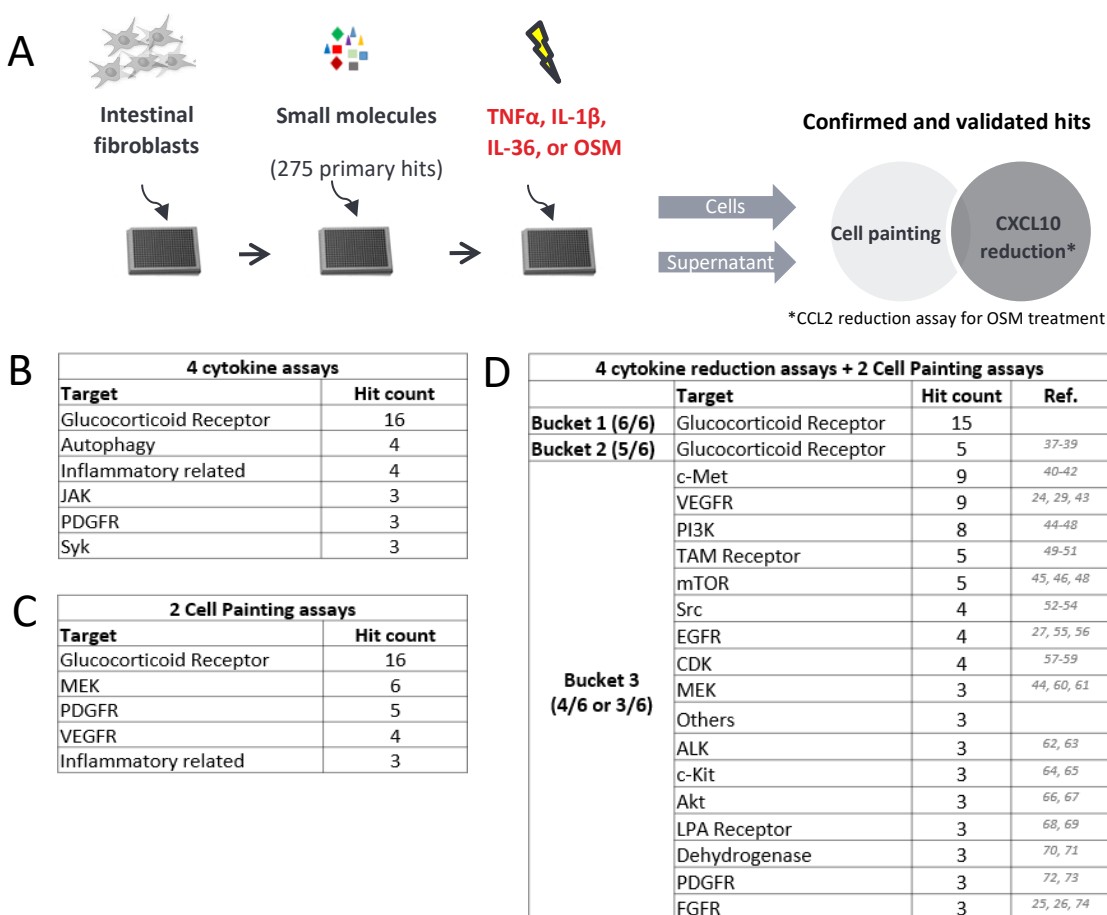 A
Intestinal
fibroblasts
Small molecules
(275 primary hits)
TNFα, IL-1β,
IL-36, or OSM
Cells
Supernatant
Confirmed and validated hits
Cell painting
CXCL10
reduction*
*CCL2 reduction assay for OSM treatment
B
4 cytokine assays
Target Hit count
Glucocorticoid Receptor 16
Autophagy 4
Inflammatory related 4
JAK 3
PDGFR 3
Syk 3
C
2 Cell Painting assays
Target Hit count
Glucocorticoid Receptor 16
MEK 6
PDGFR 5
VEGFR 4
Inflammatory related 3
D
4 cytokine reduction assays + 2 Cell Painting assays
Target Hit count Ref.
Bucket 1 (6/6) Glucocorticoid Receptor 15
Bucket 2 (5/6) Glucocorticoid Receptor 5 37-39
Bucket 3
(4/6 or 3/6)
c-Met 9 40-42
VEGFR 9 24, 29, 43
PI3K 8 44-48
TAM Receptor 5 49-51
mTOR 5 45, 46, 48
Src 4 52-54
EGFR 4 27, 55, 56
CDK 4 57-59
MEK 3 44, 60, 61
Others 3
ALK 3 62, 63
c-Kit 3 64, 65
Akt 3 66, 67
LPA Receptor 3 68, 69
Dehydrogenase 3 70, 71
PDGFR 3 72, 73
FGFR 3 25, 26, 74